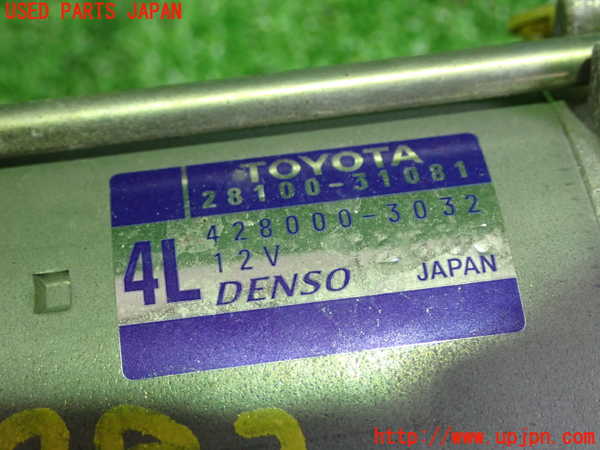 USED PARTS JAPAN
TOYOTA
28100-31081
428000-3032
4L 12V
DENSO JAPAN
http://www.upjpn.com/